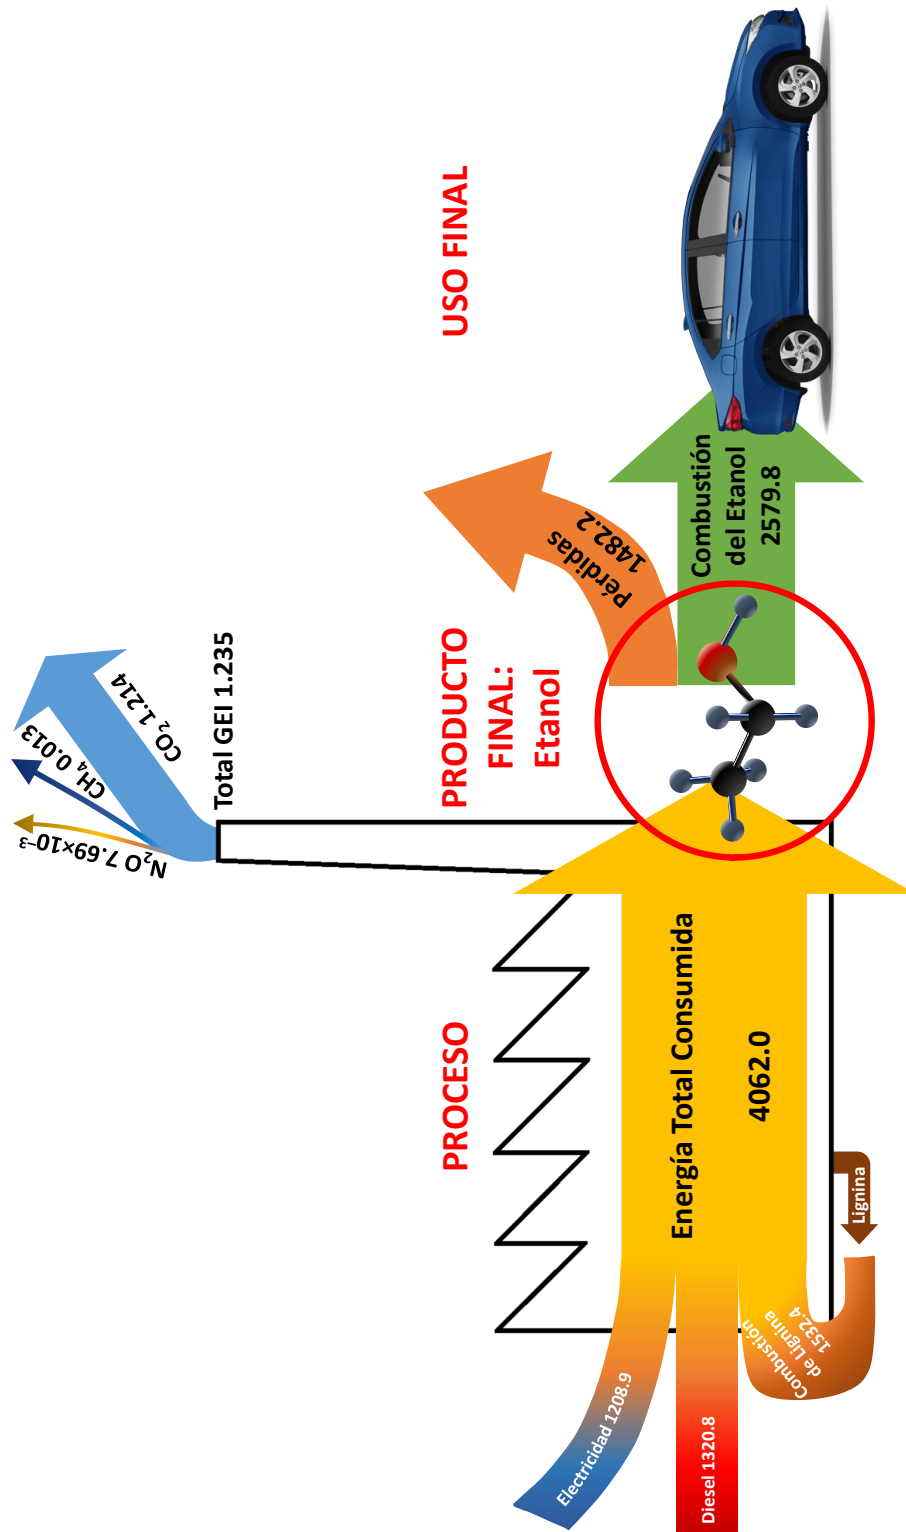 N₂O 7.69×10⁻³
CH₄ 0.013
CO₂ 1.214
Total GEI 1.235
PROCESO
PRODUCTO
FINAL:
Etanol
USO FINAL
Pérdidas
1482.2
Electricidad 1208.9
Diesel 1320.8
Combustión
de Lignina
1532.4
Lignina
Energía Total Consumida
4062.0
Combustión
del Etanol
2579.8